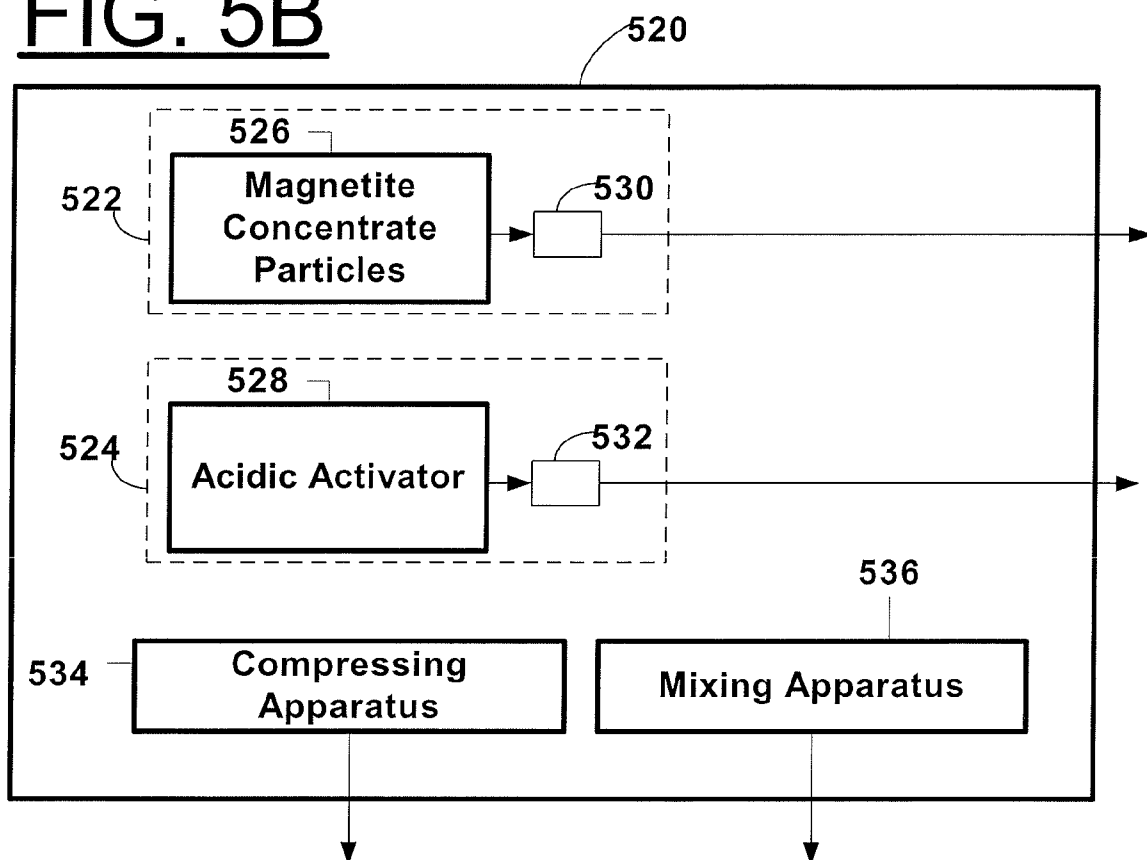 FIG. 5B
520
526
Magnetite
Concentrate
Particles
522
530
528
Acidic Activator
524
532
536
534
Compressing
Apparatus
Mixing Apparatus